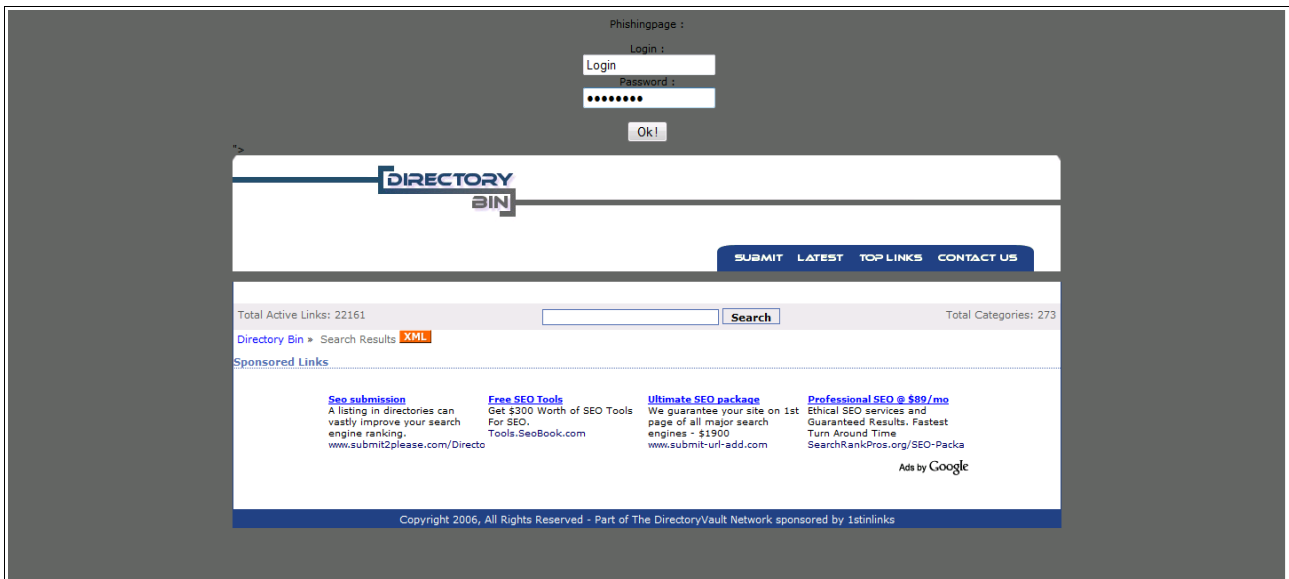 Phishingpage :
Login :
Login
Password :
••••••••
Ok!
">
DIRECTORY
BIN
SUBMIT LATEST TOP LINKS CONTACT US
Total Active Links: 22161 Search Total Categories: 273
Directory Bin » Search Results XML
Sponsored Links
Seo submission
A listing in directories can
vastly improve your search
engine ranking.
www.submit2please.com/Directo
Free SEO Tools
Get $300 Worth of SEO Tools
For SEO.
Tools.SeoBook.com
Ultimate SEO package
We guarantee your site on 1st
page of all major search
engines - $1900
www.submit-url-add.com
Professional SEO @ $89/mo
Ethical SEO services and
Guaranteed Results. Fastest
Turn Around Time
SearchRankPros.org/SEO-Packa
Ads by Google
Copyright 2006, All Rights Reserved - Part of The DirectoryVault Network sponsored by 1stinlinks